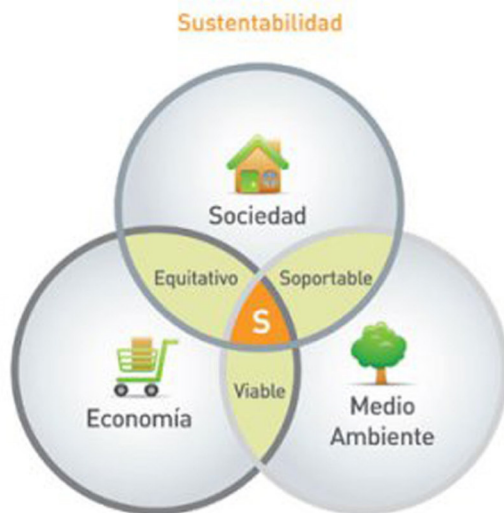 Sustentabilidad
Sociedad
Equitativo
Soportable
S
Economía
Viable
Medio
Ambiente